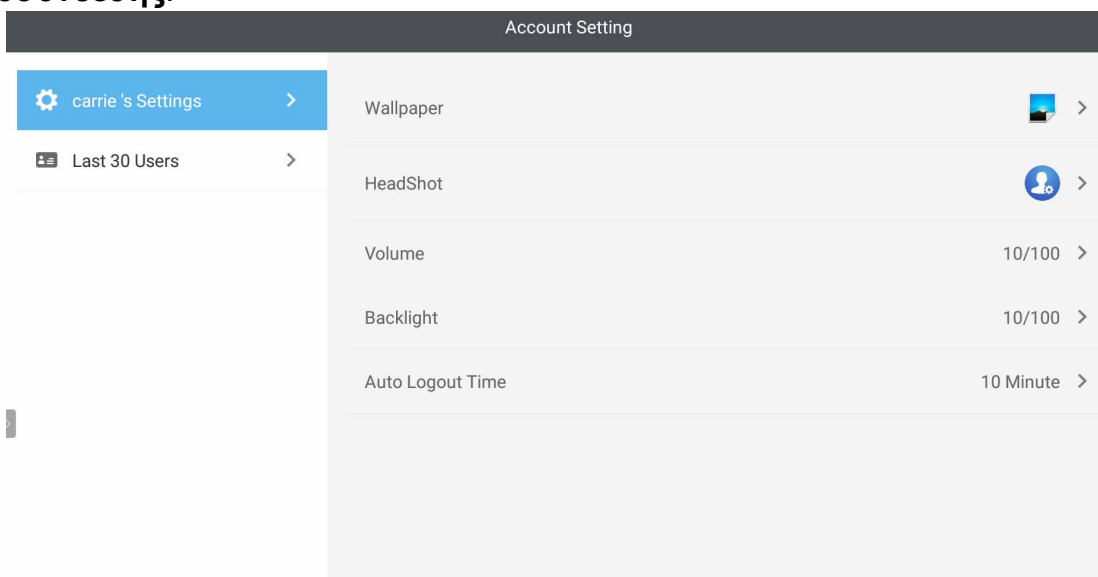 Account Setting
carrie 's Settings
Last 30 Users
Wallpaper
HeadShot
Volume 10/100
Backlight 10/100
Auto Logout Time 10 Minute